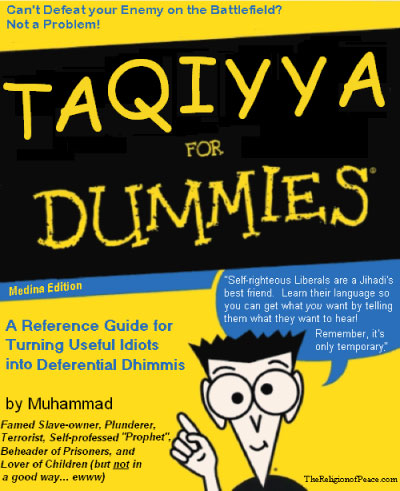 Can't Defeat your Enemy on the Battlefield?
Not a Problem!
TAQIYYA
FOR
DUMMIES®
Medina Edition
"Self-righteous Liberals are a Jihadi's
best friend. Learn their language so
you can get what you want by telling
them what they want to hear!
Remember, it's
only temporary."
A Reference Guide for
Turning Useful Idiots
into Deferential Dhimmis
by Muhammad
Famed Slave-owner, Plunderer,
Terrorist, Self-professed "Prophet",
Beheader of Prisoners, and
Lover of Children (but not in
a good way... ewww)
TheReligionofPeace.com